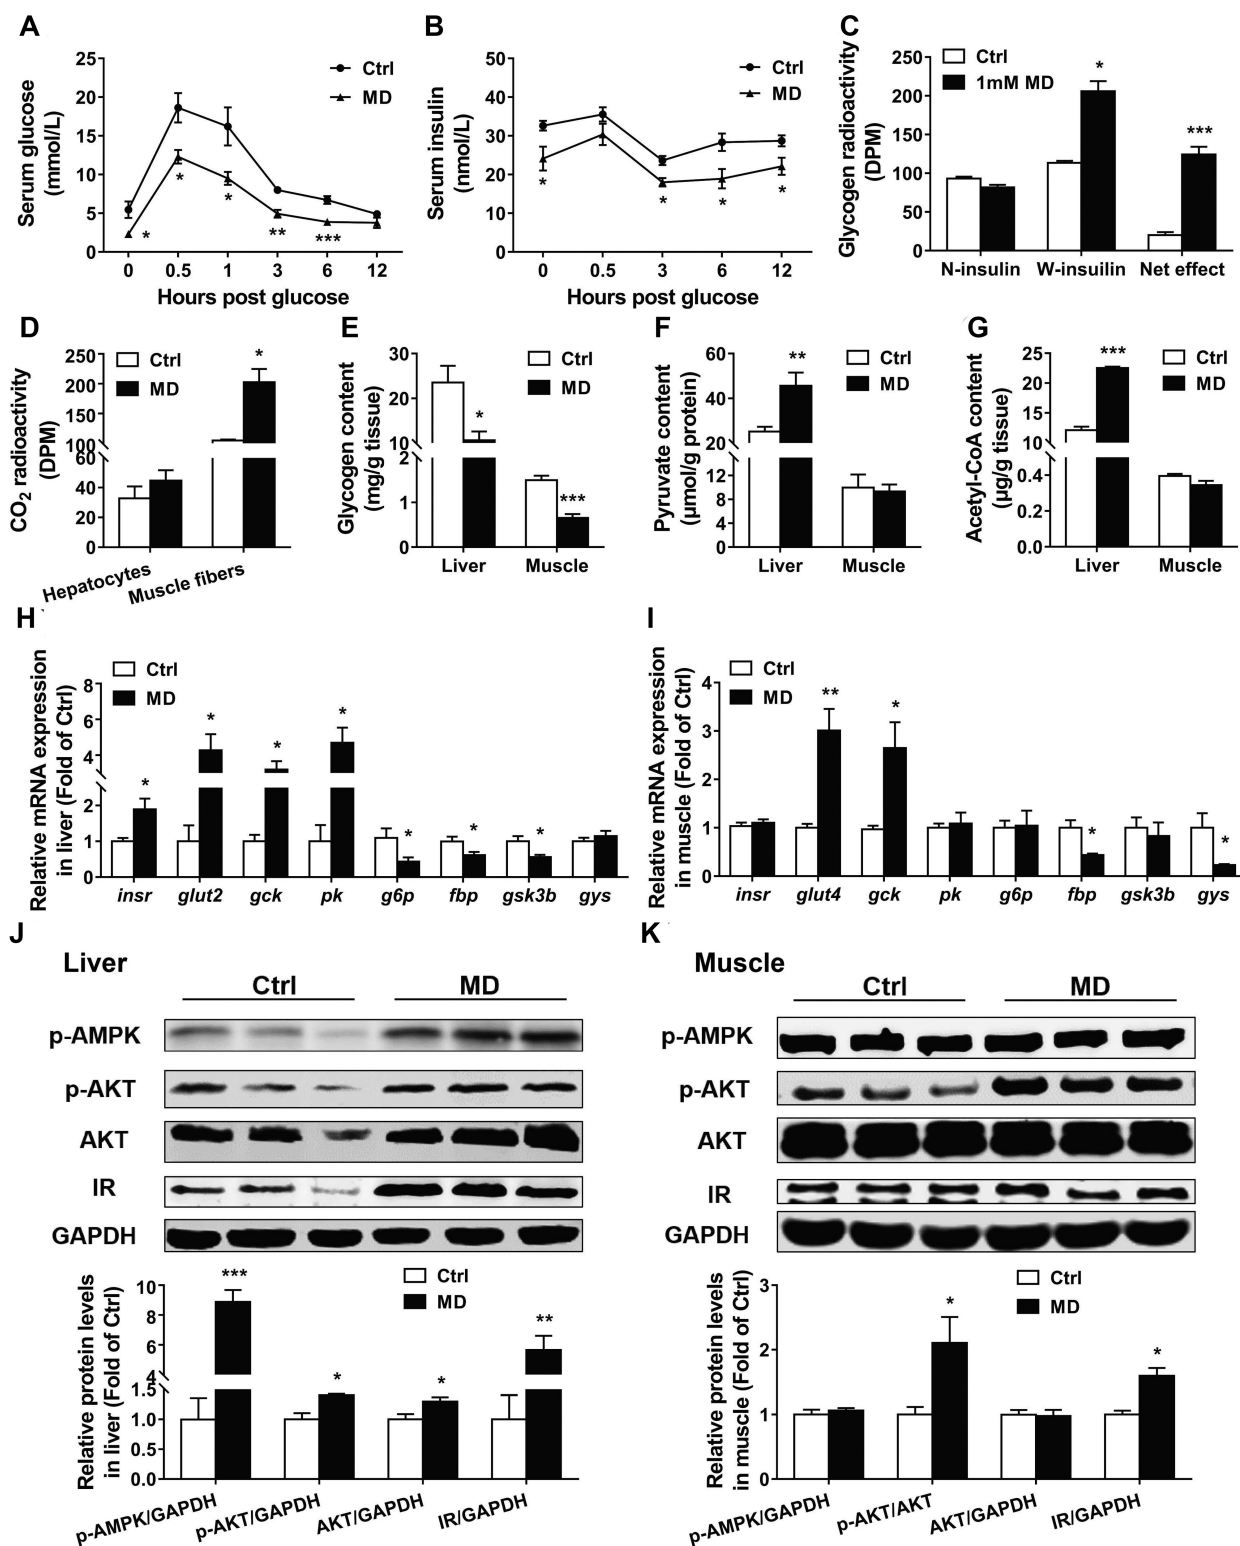 A
Serum glucose
(mmol/L)
25
20
15
10
5
0
Ctrl
MD
*
*
*
**
***
0 0.5 1 3 6 12
Hours post glucose
B
Serum insulin
(nmol/L)
50
40
30
20
10
0
Ctrl
MD
*
*
*
*
0 0.5 3 6 12
Hours post glucose
C
Glycogen radioactivity
(DPM)
250
200
150
100
50
0
Ctrl
1mM MD
*
***
N-insulin W-insuilin Net effect
D
CO2 radioactivity
(DPM)
250
200
150
100
60
40
20
0
Ctrl
MD
*
Hepatocytes
Muscle fibers
E
Glycogen content
(mg/g tissue)
30
20
10
2
1
0
Ctrl
MD
*
***
Liver Muscle
F
Pyruvate content
(μmol/g protein)
60
40
20
12
8
4
0
Ctrl
MD
**
Liver Muscle
G
Acetyl-CoA content
(μg/g tissue)
25
20
15
10
0.4
0.2
0.0
Ctrl
MD
***
Liver Muscle
H
Relative mRNA expression
in liver (Fold of Ctrl)
8
6
4
2
1
0
Ctrl
MD
*
*
*
*
*
*
*
insr glut2 gck pk g6p fbp gsk3b gys
I
Relative mRNA expression
in muscle (Fold of Ctrl)
4
3
2
1
0
Ctrl
MD
**
*
*
*
insr glut4 gck pk g6p fbp gsk3b gys
J
Liver
Ctrl MD
p-AMPK
p-AKT
AKT
IR
GAPDH
Relative protein levels
in liver (Fold of Ctrl)
10
8
6
4
1.5
1.0
0.5
0.0
Ctrl
MD
***
*
*
**
p-AMPK/GAPDH
p-AKT/GAPDH
AKT/GAPDH
IR/GAPDH
K
Muscle
Ctrl MD
p-AMPK
p-AKT
AKT
IR
GAPDH
Relative protein levels
in muscle (Fold of Ctrl)
3
2
1
0
Ctrl
MD
*
*
p-AMPK/GAPDH
p-AKT/AKT
AKT/GAPDH
IR/GAPDH